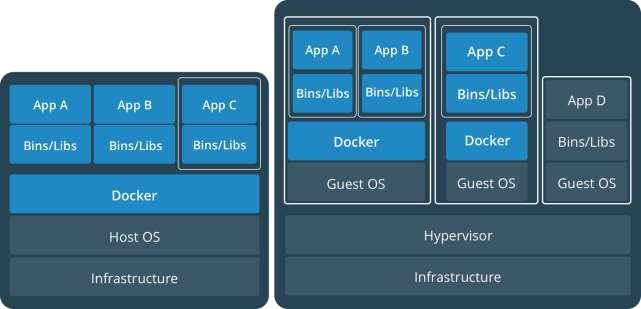 App A
App B
App C
Bins/Libs
Bins/Libs
Bins/Libs
Docker
Host OS
Infrastructure
App A
App B
Bins/Libs
Bins/Libs
Docker
Guest OS
App C
Bins/Libs
Docker
Guest OS
App D
Bins/Libs
Guest OS
Hypervisor
Infrastructure